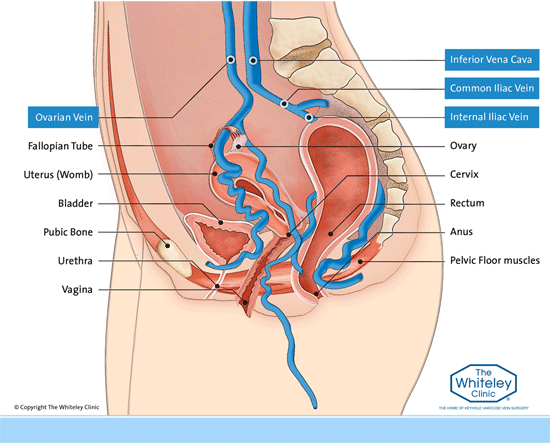 Inferior Vena Cava
Common Iliac Vein
Ovarian Vein
Internal Iliac Vein
Fallopian Tube
Ovary
Uterus (Womb)
Cervix
Bladder
Rectum
Pubic Bone
Anus
Urethra
Pelvic Floor muscles
Vagina
The
Whiteley
Clinic
® 
THE HOME OF KEYHOLE VARICOSE VEIN SURGERY
© Copyright The Whiteley Clinic